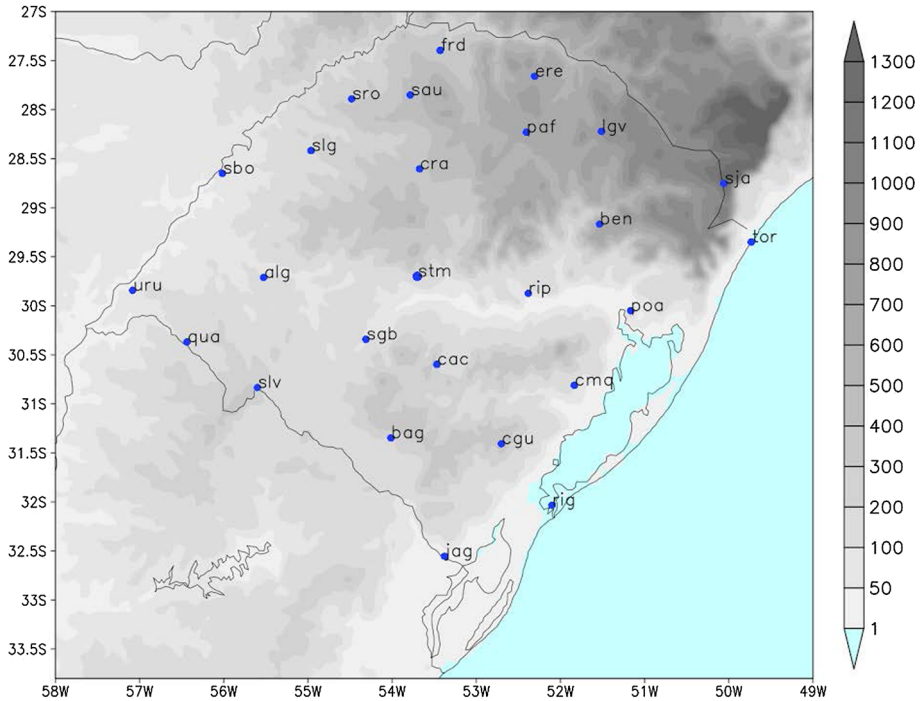 27S
27.5S
28S
28.5S
29S
29.5S
30S
30.5S
31S
31.5S
32S
32.5S
33S
33.5S
58W 57W 56W 55W 54W 53W 52W 51W 50W 49W
frd
ere
sro sau
paf lgv
slg
cra
sbo
sja
ben
tor
alg stm
uru rip
poa
qua sgb
cac
slv cma
bag cgu
rig
jag
1300
1200
1100
1000
900
800
700
600
500
400
300
200
100
50
1